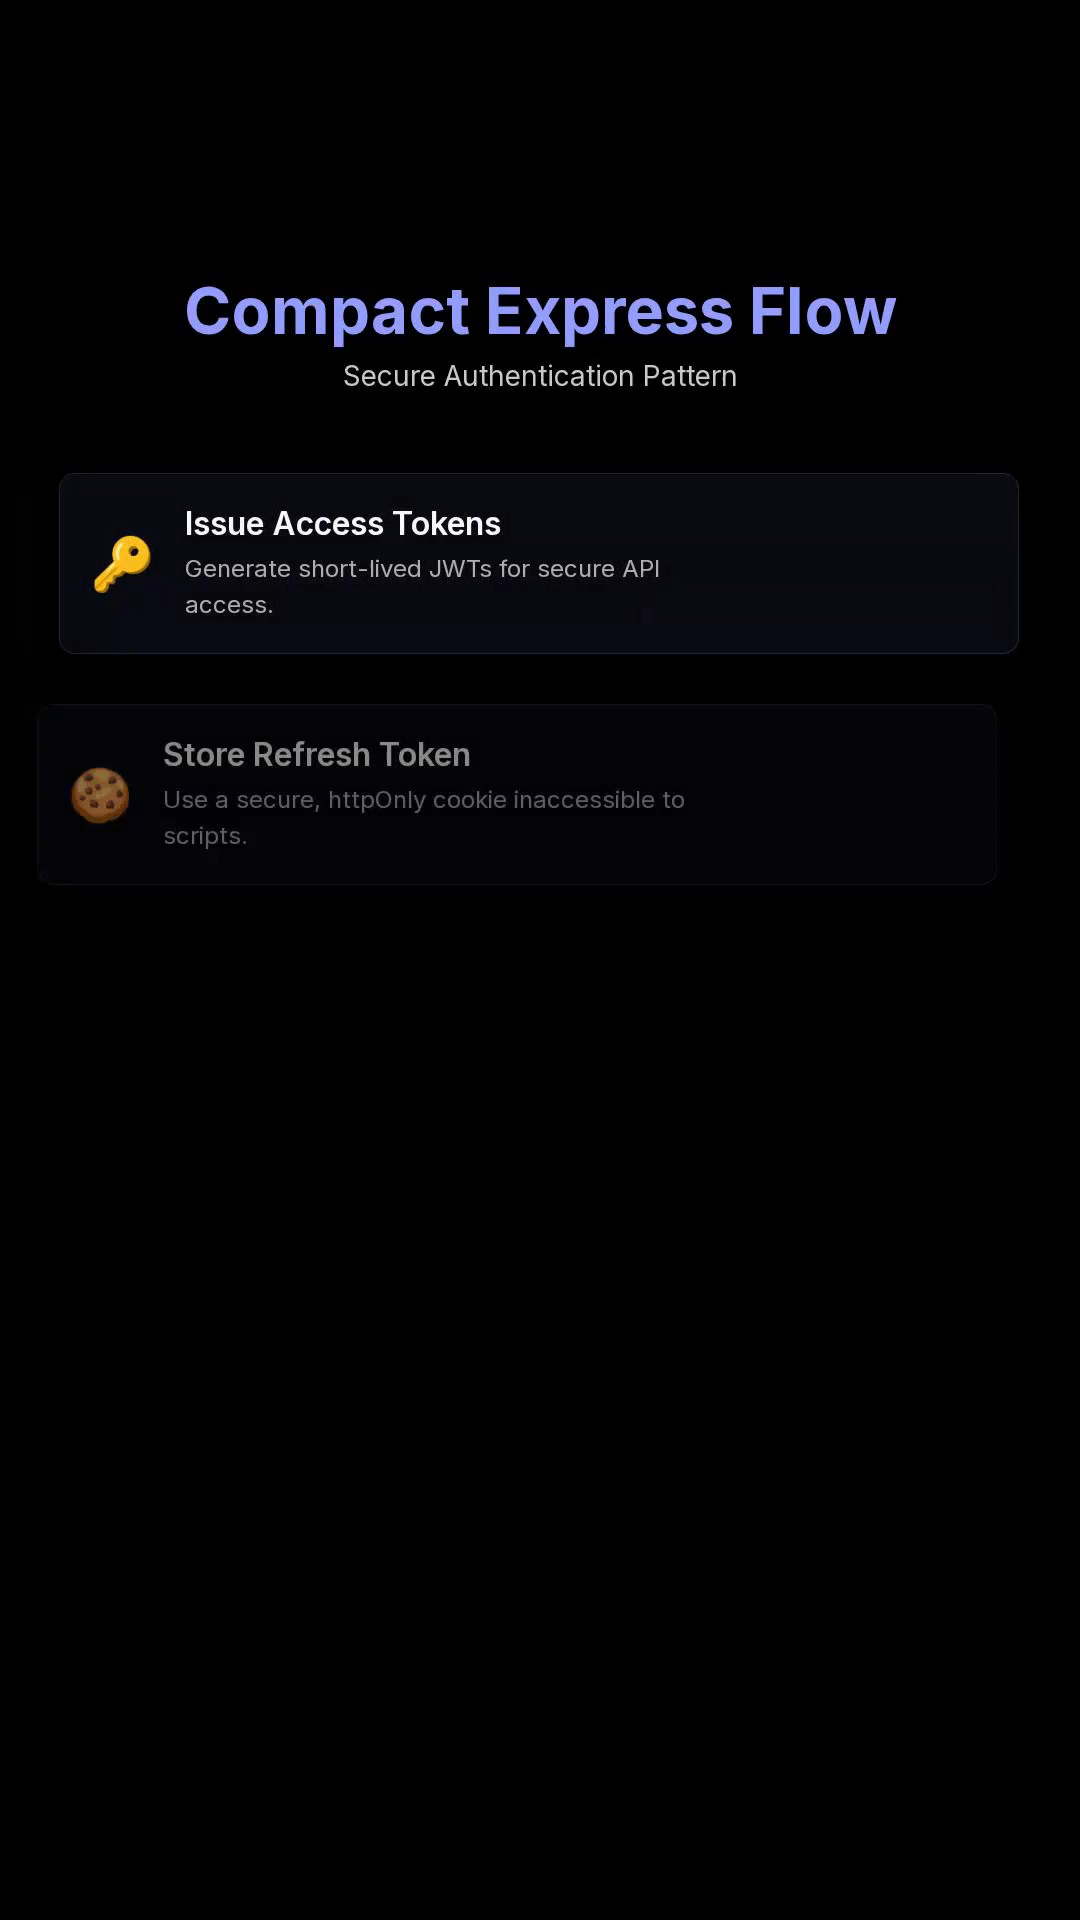 Compact Express Flow
Secure Authentication Pattern
Issue Access Tokens
Generate short-lived JWTs for secure API
access.
Store Refresh Token
Use a secure, httpOnly cookie inaccessible to
scripts.